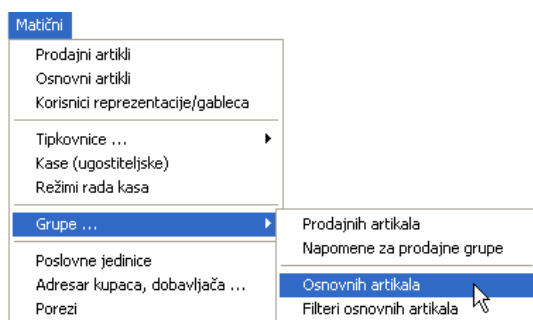 Matični
Prodajni artikli
Osnovni artikli
Korisnici reprezentacije/gableca
Tipkovnice ...
Kase (ugostiteljske)
Režimi rada kasa
Grupe ...
Poslovne jedinice
Adresar kupaca, dobavljača ...
Porezi
Prodajnih artikala
Napomene za prodajne grupe
Osnovnih artikala
Filteri osnovnih artikala